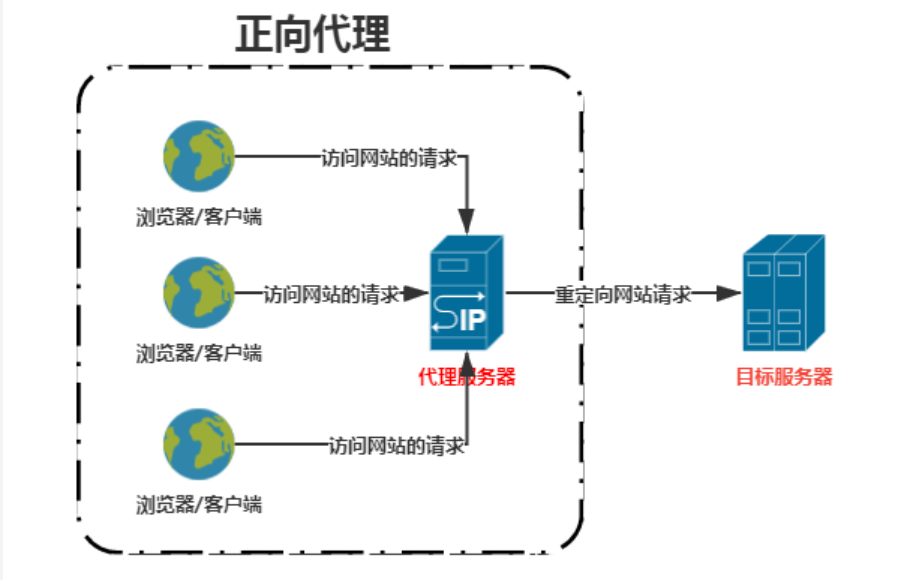 正向代理
访问网站的请求
浏览器/客户端
访问网站的请求
重定向网站请求
IP
浏览器/客户端
代理服务器
目标服务器
访问网站的请求
浏览器/客户端